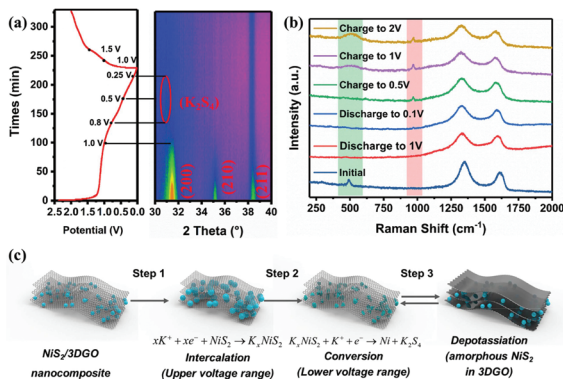 (a)
Times (min)
300
250
200
150
100
50
0
1.5 V
1.0 V
0.25 V
0.5 V
0.8 V
1.0 V
2.5 2.0 1.5 1.0 0.5 0.0
Potential (V)
(K₂S₄)
(200)
(210)
(211)
30 32 34 36 38 40
2 Theta (°)
(b)
Intensity (a.u.)
Charge to 2V
Charge to 1V
Charge to 0.5V
Discharge to 0.1V
Discharge to 1V
Initial
250 500 750 1000 1250 1500 1750 2000
Raman Shift (cm⁻¹)
(c)
Step 1
Step 2
Step 3
NiS₂/3DGO
nanocomposite
xK⁺ + xe⁻ + NiS₂ → KₓNiS₂
Intercalation
(Upper voltage range)
KₓNiS₂ + K⁺ + e⁻ → Ni + K₂S₄
Conversion
(Lower voltage range)
Depotassiation
(amorphous NiS₂
in 3DGO)